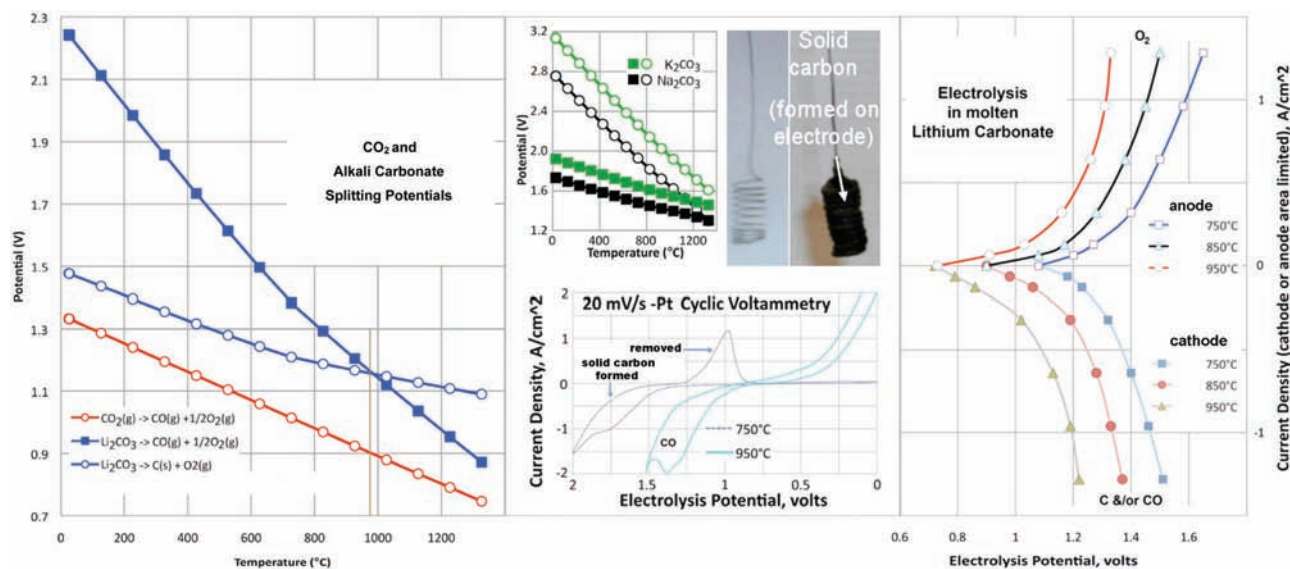 2.3
2.1
1.9
1.7
1.5
1.3
1.1
0.9
0.7
Potential (V)
CO₂ and
Alkali Carbonate
Splitting Potentials
CO₂(g) -> CO(g) +1/2O₂(g)
Li₂CO₃ -> CO(g) + 1/2O₂(g)
Li₂CO₃ -> C(s) + O2(g)
0 200 400 600 800 1000 1200
Temperature (°C)
3.2
2.8
2.4
2.0
1.6
1.2
Potential (V)
K₂CO₃
Na₂CO₃
0 400 800 1200
Temperature (°C)
Solid
carbon
(formed on
electrode)
20 mV/s -Pt Cyclic Voltammetry
2
1
0
-1
-2
Current Density, A/cm^2
removed
solid carbon
formed
CO
750°C
950°C
2 1.5 1 0.5 0
Electrolysis Potential, volts
O₂
Electrolysis
in molten
Lithium Carbonate
anode
750°C
850°C
950°C
cathode
750°C
850°C
950°C
C &/or CO
1
0
-1
Current Density (cathode or anode area limited), A/cm^2
0.6 0.8 1 1.2 1.4 1.6
Electrolysis Potential, volts